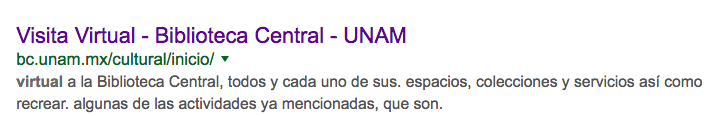 Visita Virtual - Biblioteca Central - UNAM
bc.unam.mx/cultural/inicio/
virtual a la Biblioteca Central, todos y cada uno de sus. espacios, colecciones y servicios así como
recrear. algunas de las actividades ya mencionadas, que son.